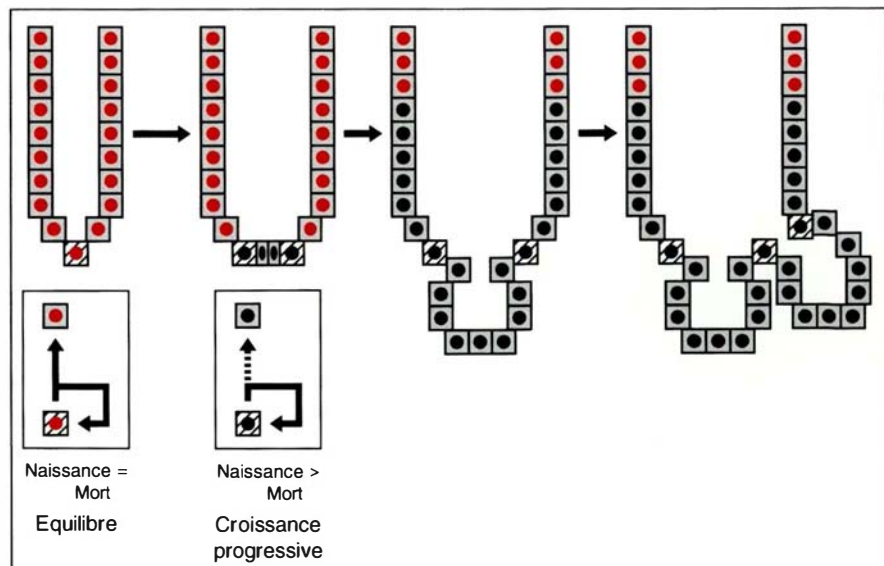 Naissance =
Mort
Equilibre
Naissance >
Mort
Croissance
progressive